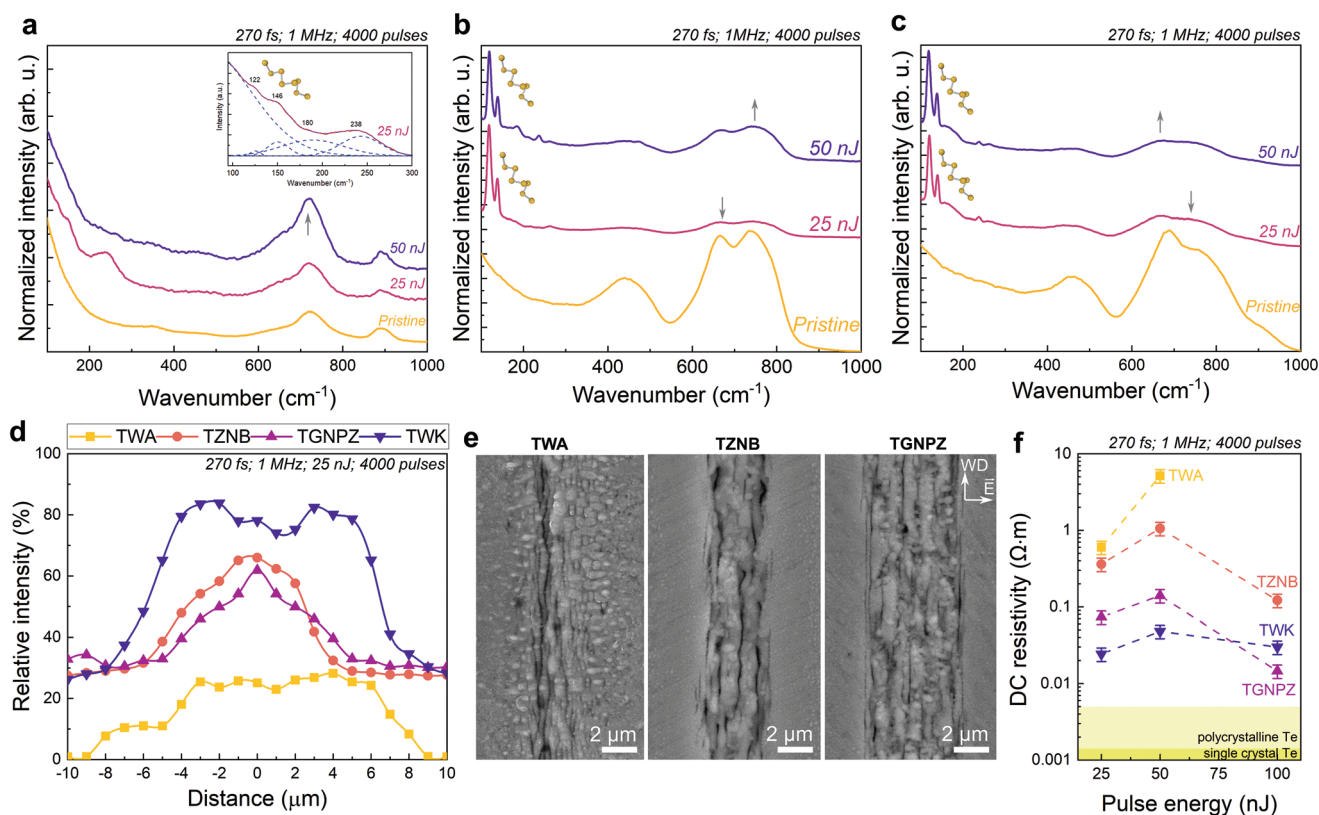 a
270 fs; 1 MHz; 4000 pulses
Normalized intensity (arb. u.)
Intensity (a.u.)
122
146
180
238
25 nJ
100 150 200 250 300
Wavenumber (cm-1)
50 nJ
25 nJ
Pristine
200 400 600 800 1000
Wavenumber (cm-1)
b
270 fs; 1MHz; 4000 pulses
Normalized intensity (arb. u.)
50 nJ
25 nJ
Pristine
200 400 600 800 1000
Wavenumber (cm-1)
c
270 fs; 1 MHz; 4000 pulses
Normalized intensity (arb. u.)
50 nJ
25 nJ
Pristine
200 400 600 800 1000
Wavenumber (cm-1)
d
TWA TZNB TGNPZ TWK
270 fs; 1 MHz; 25 nJ; 4000 pulses
Relative intensity (%)
100
80
60
40
20
0
-10 -8 -6 -4 -2 0 2 4 6 8 10
Distance (μm)
e
TWA
TZNB
TGNPZ
WD
E
2 μm
2 μm
2 μm
f
270 fs; 1 MHz; 4000 pulses
DC resistivity (Ω·m)
10
1
0.1
0.01
0.001
TWA
TZNB
TWK
TGNPZ
polycrystalline Te
single crystal Te
25 50 75 100
Pulse energy (nJ)